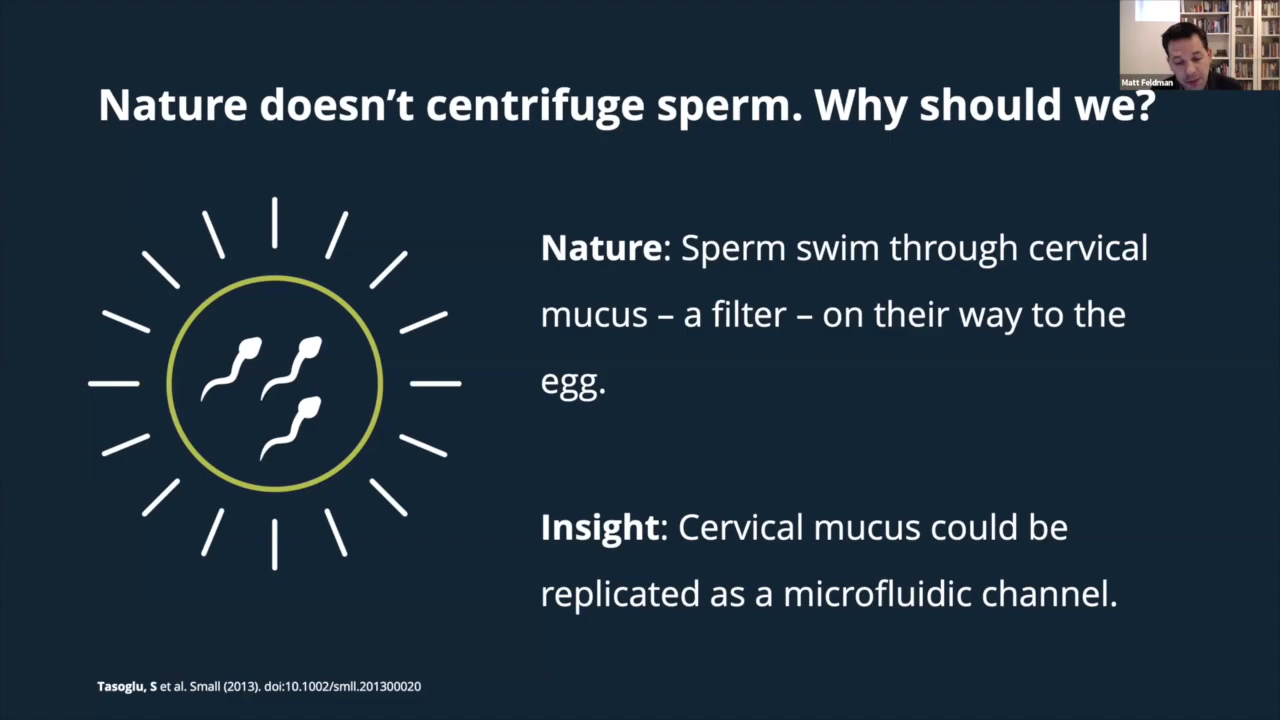 Matt Feldman
Nature doesn’t centrifuge sperm. Why should we?
Nature: Sperm swim through cervical
mucus – a filter – on their way to the
egg.
Insight: Cervical mucus could be
replicated as a microfluidic channel.
Tasoglu, S et al. Small (2013). doi:10.1002/smll.201300020